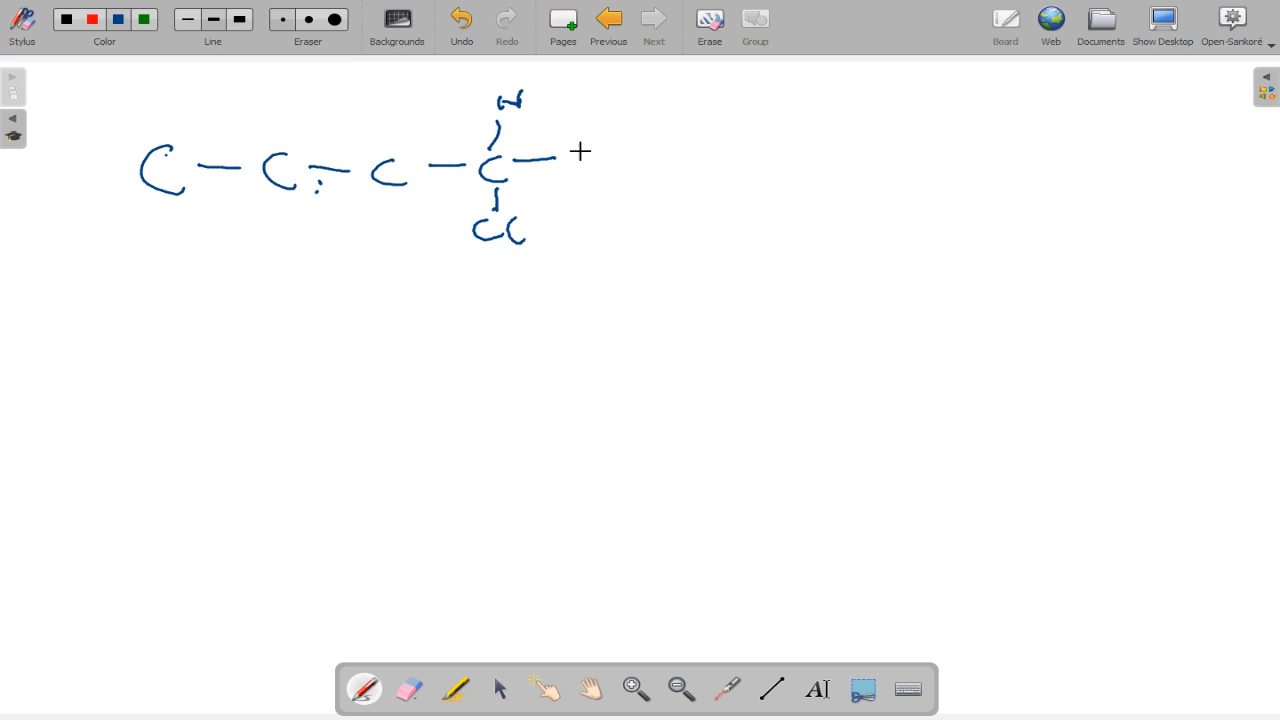 Stylus Color Line Eraser Backgrounds Undo Redo Pages Previous Next Erase Group Board Web Documents Show Desktop Open-Sankoré
H
C — C — C — C —
Cl
AI